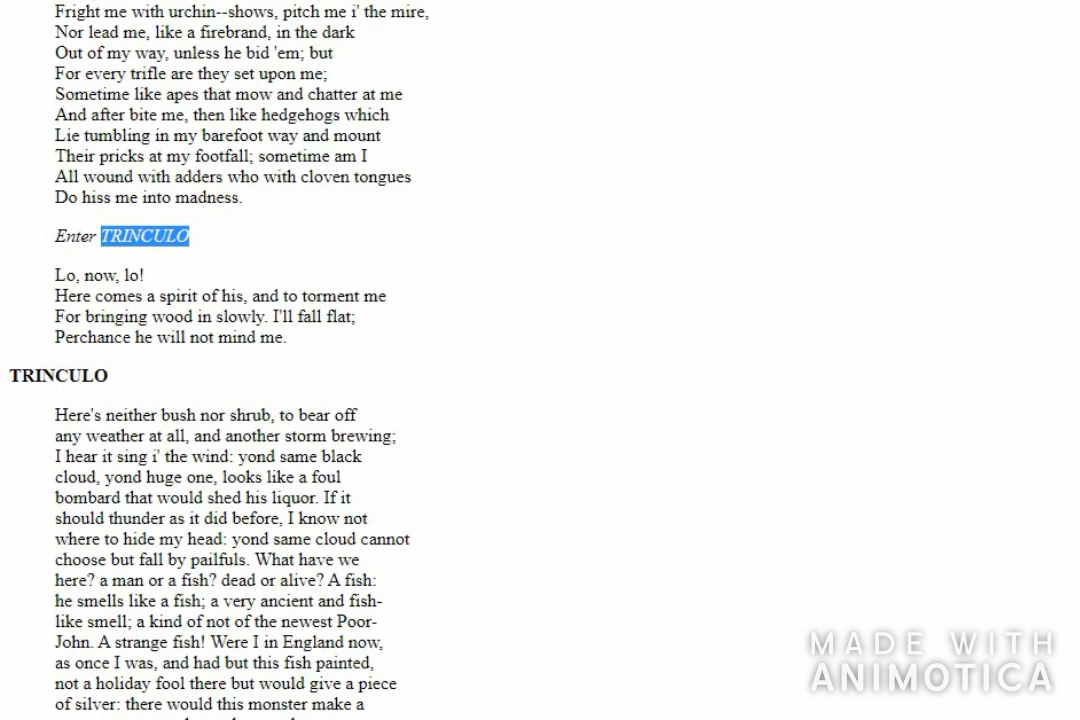 Fright me with urchin--shows, pitch me i' the mire,
Nor lead me, like a firebrand, in the dark
Out of my way, unless he bid 'em; but
For every trifle are they set upon me;
Sometime like apes that mow and chatter at me
And after bite me, then like hedgehogs which
Lie tumbling in my barefoot way and mount
Their pricks at my footfall; sometime am I
All wound with adders who with cloven tongues
Do hiss me into madness.
Enter TRINCULO
Lo, now, lo!
Here comes a spirit of his, and to torment me
For bringing wood in slowly. I'll fall flat;
Perchance he will not mind me.
TRINCULO
Here's neither bush nor shrub, to bear off
any weather at all, and another storm brewing;
I hear it sing i' the wind: yond same black
cloud, yond huge one, looks like a foul
bombard that would shed his liquor. If it
should thunder as it did before, I know not
where to hide my head: yond same cloud cannot
choose but fall by pailfuls. What have we
here? a man or a fish? dead or alive? A fish:
he smells like a fish; a very ancient and fish-
like smell; a kind of not of the newest Poor-
John. A strange fish! Were I in England now,
as once I was, and had but this fish painted,
not a holiday fool there but would give a piece
of silver: there would this monster make a
MADE WITH
ANIMOTICA